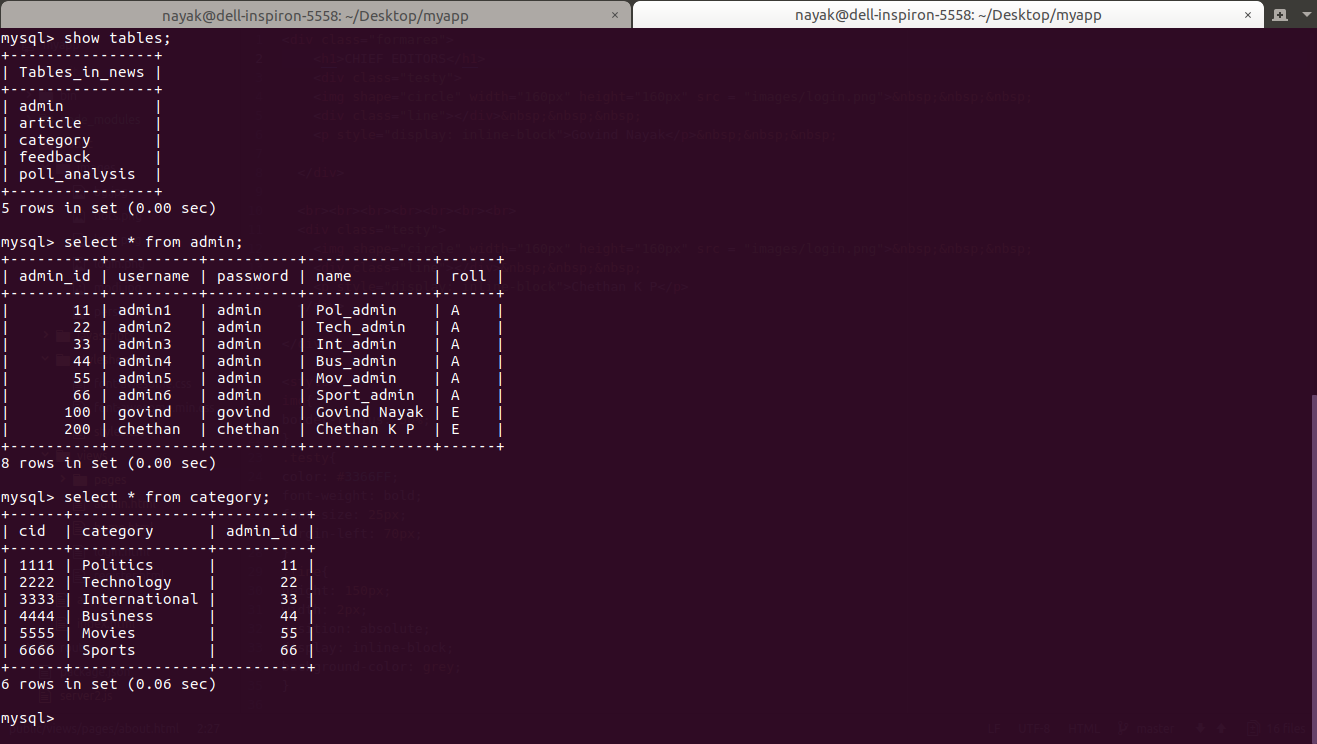 nayak@dell-inspiron-5558: ~/Desktop/myapp × nayak@dell-inspiron-5558: ~/Desktop/myapp ×
mysql> show tables;
+----------------+
| Tables_in_news |
+----------------+
| admin          |
| article        |
| category       |
| feedback       |
| poll_analysis  |
+----------------+
5 rows in set (0.00 sec)
mysql> select * from admin;
+----------+----------+----------+--------------+------+
| admin_id | username | password | name         | roll |
+----------+----------+----------+--------------+------+
|       11 | admin1   | admin    | Pol_admin    | A    |
|       22 | admin2   | admin    | Tech_admin   | A    |
|       33 | admin3   | admin    | Int_admin    | A    |
|       44 | admin4   | admin    | Bus_admin    | A    |
|       55 | admin5   | admin    | Mov_admin    | A    |
|       66 | admin6   | admin    | Sport_admin  | A    |
|      100 | govind   | govind   | Govind Nayak | E    |
|      200 | chethan  | chethan  | Chethan K P  | E    |
+----------+----------+----------+--------------+------+
8 rows in set (0.00 sec)
mysql> select * from category;
+------+---------------+----------+
| cid  | category      | admin_id |
+------+---------------+----------+
| 1111 | Politics      |       11 |
| 2222 | Technology    |       22 |
| 3333 | International |       33 |
| 4444 | Business      |       44 |
| 5555 | Movies        |       55 |
| 6666 | Sports        |       66 |
+------+---------------+----------+
6 rows in set (0.06 sec)
mysql>